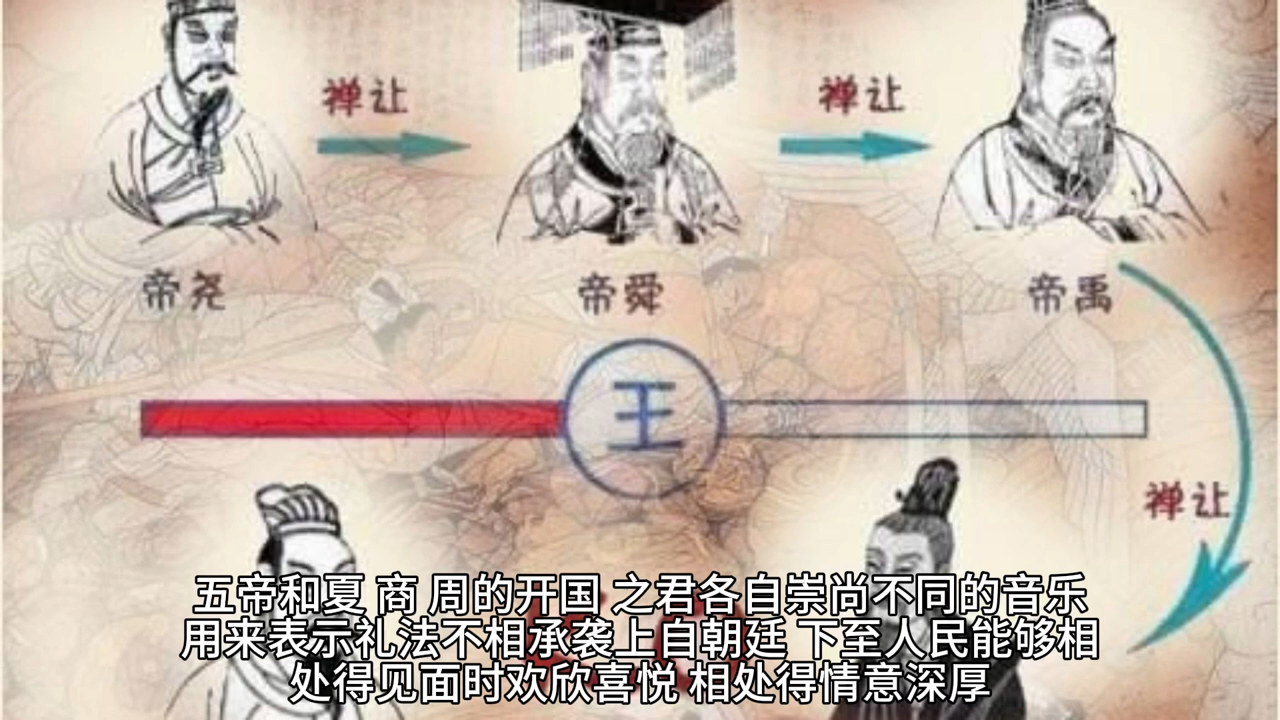 禅让
禅让
帝尧
帝舜
帝禹
王
禅让
五帝和夏 商 周的开国 之君各自崇尚不同的音乐
用来表示礼法不相承袭上自朝廷 下至人民能够相
处得见面时欢欣喜悦 相处得情意深厚